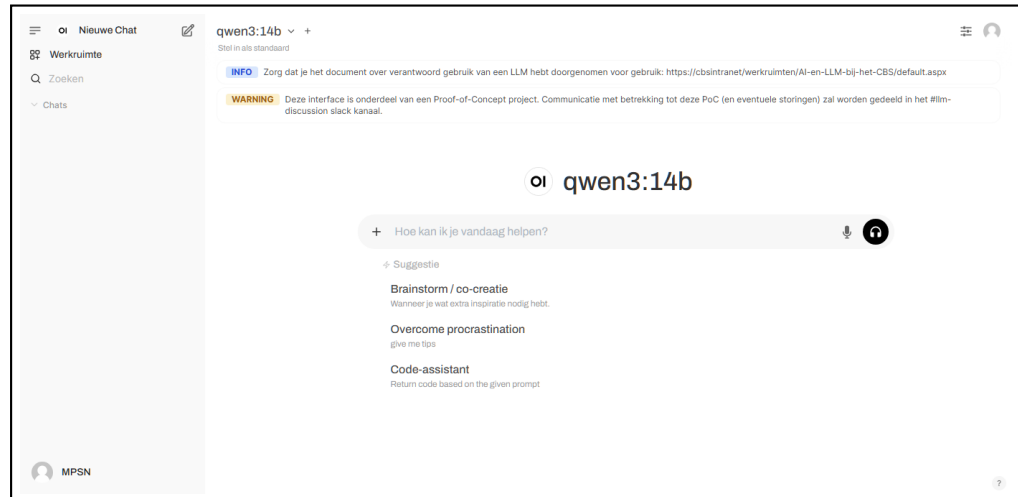 OI Nieuwe Chat
Werkruimte
Zoeken
Chats
MPSN
qwen3:14b
Stel in als standaard
INFO Zorg dat je het document over verantwoord gebruik van een LLM hebt doorgenomen voor gebruik: https://cbsintranet/werkruimten/AI-en-LLM-bij-het-CBS/default.aspx
WARNING Deze interface is onderdeel van een Proof-of-Concept project. Communicatie met betrekking tot deze PoC (en eventuele storingen) zal worden gedeeld in het #llm-
discussion slack kanaal.
OI qwen3:14b
Hoe kan ik je vandaag helpen?
Suggestie
Brainstorm / co-creatie
Wanneer je wat extra inspiratie nodig hebt.
Overcome procrastination
give me tips
Code-assistant
Return code based on the given prompt
?